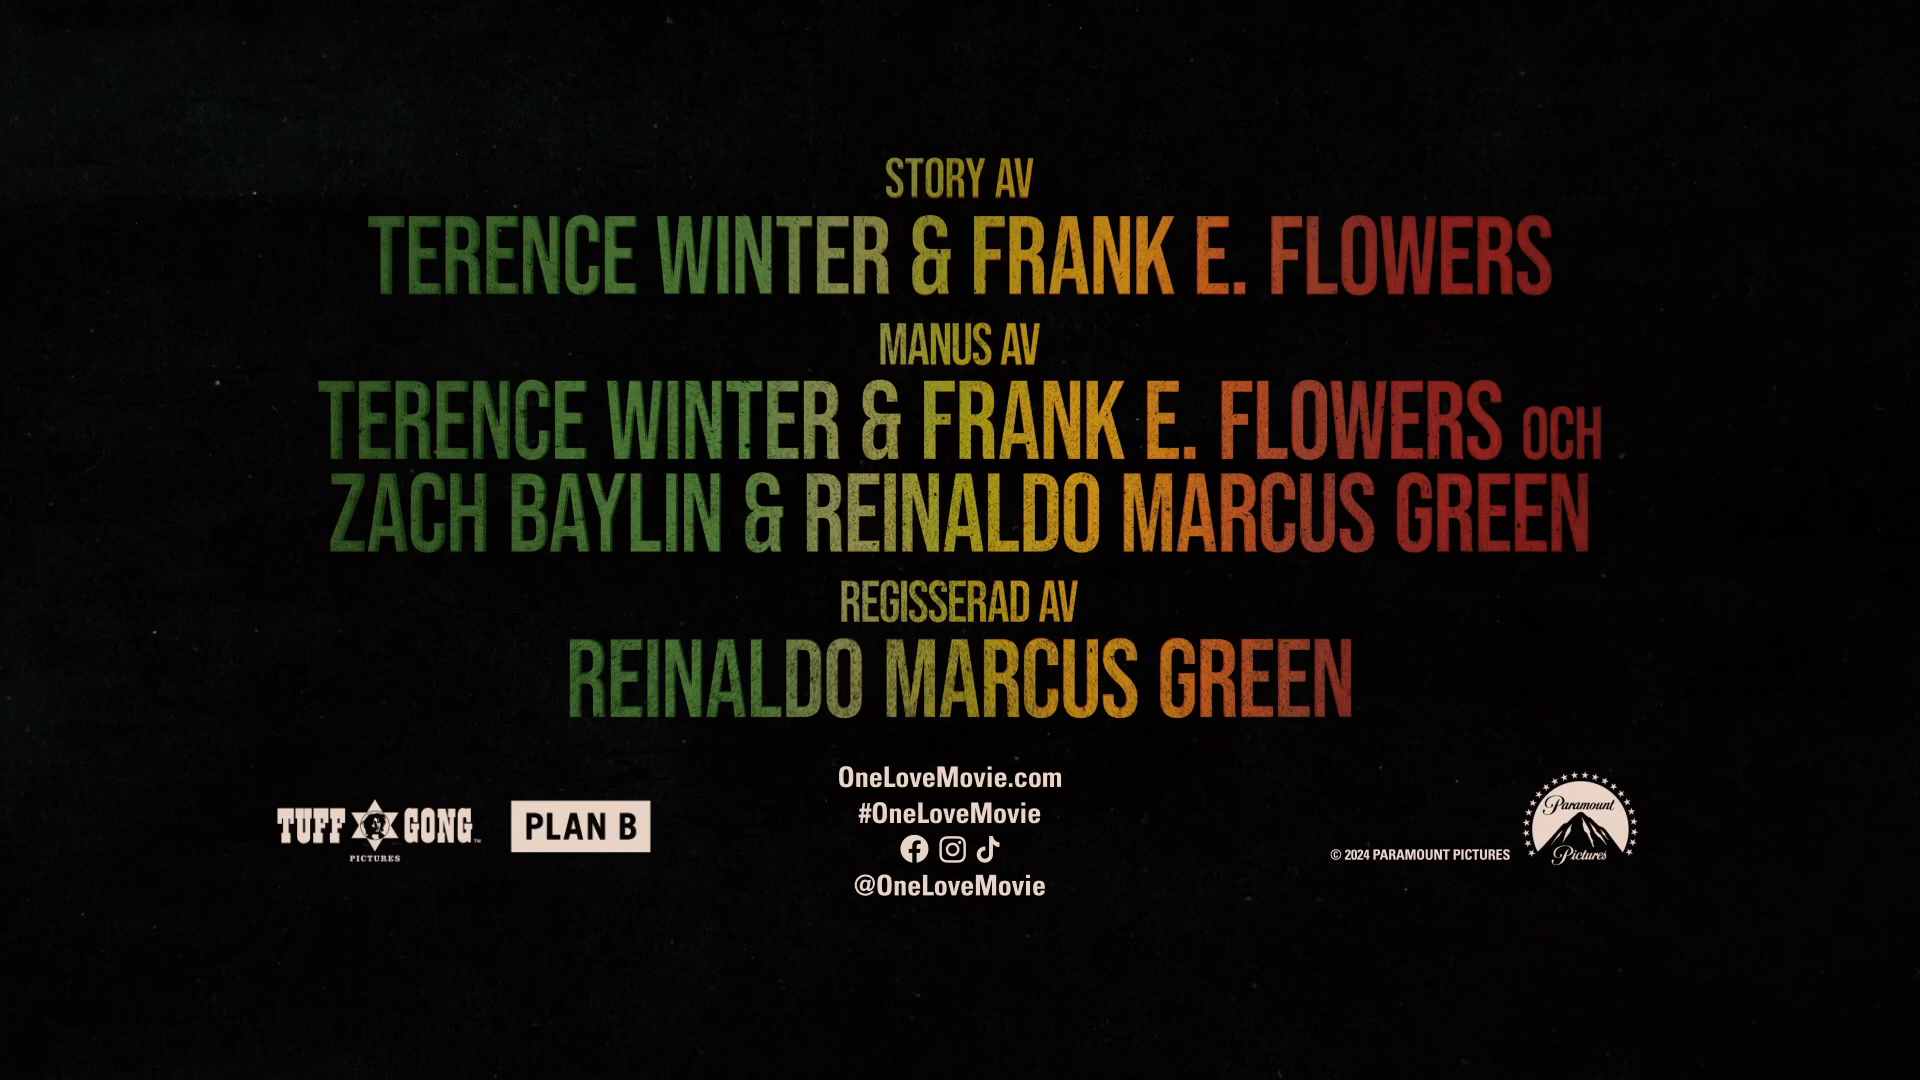 STORY AV
TERENCE WINTER & FRANK E. FLOWERS
MANUS AV
TERENCE WINTER & FRANK E. FLOWERS OCH
ZACH BAYLIN & REINALDO MARCUS GREEN
REGISSERAD AV
REINALDO MARCUS GREEN
OneLoveMovie.com
#OneLoveMovie
@OneLoveMovie
TUFF GONG™
PICTURES
PLAN B
© 2024 PARAMOUNT PICTURES
Paramount
Pictures